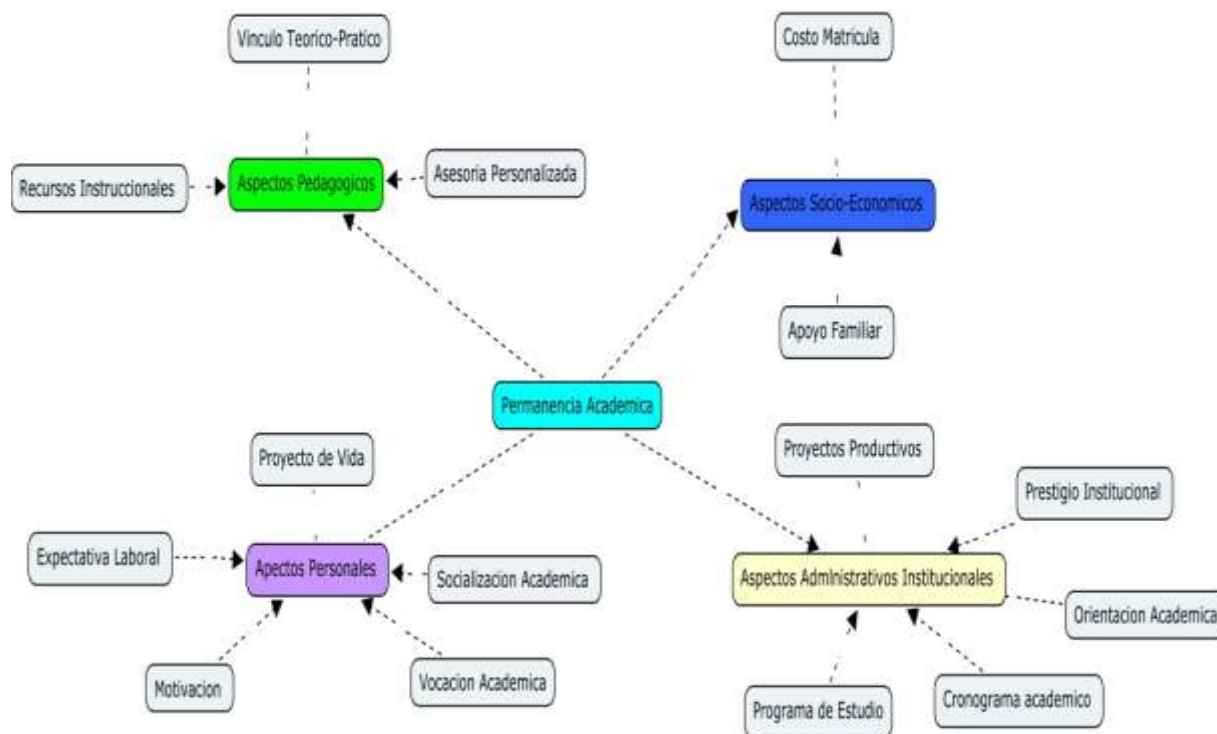 Vinculo Teorico-Pratico
Costo Matricula
Recursos Instruccionales
Aspectos Pedagogicos
Asesoria Personalizada
Aspectos Socio-Economicos
Apoyo Familiar
Permanencia Academica
Proyecto de Vida
Proyectos Productivos
Prestigio Institucional
Expectativa Laboral
Apectos Personales
Socializacion Academica
Aspectos Administrativos Institucionales
Orientacion Academica
Motivacion
Vocacion Academica
Programa de Estudio
Cronograma academico